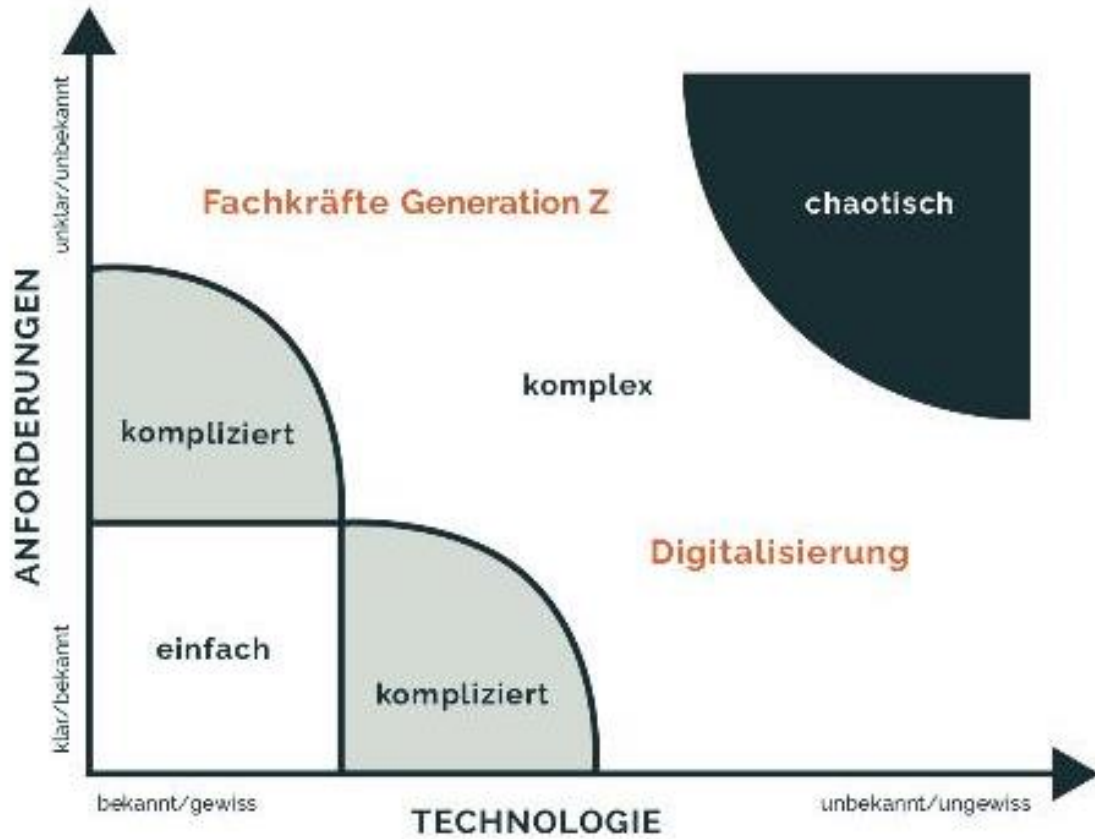 unklar/unbekannt
Fachkräfte Generation Z
chaotisch
ANFORDERUNGEN
komplex
kompliziert
Digitalisierung
einfach
kompliziert
klar/bekannt
bekannt/gewiss
TECHNOLOGIE
unbekannt/ungewiss